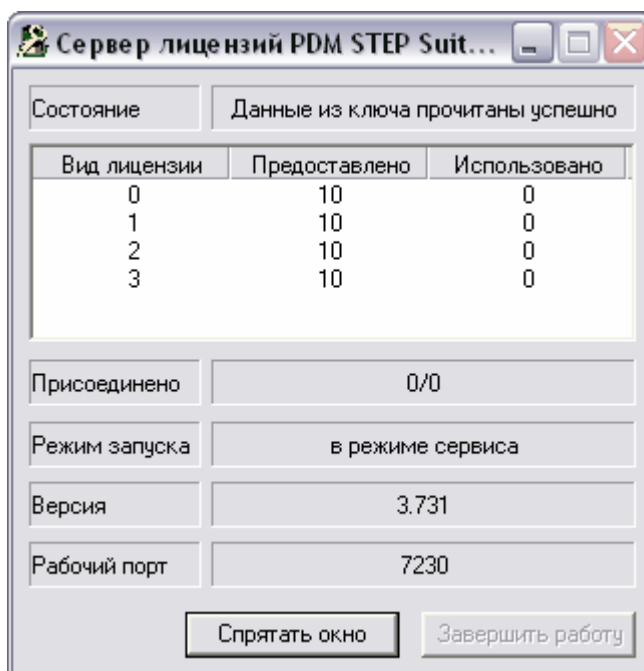 Сервер лицензий PDM STEP Suit...
Состояние Данные из ключа прочитаны успешно
Вид лицензии Предоставлено Использовано
0 10 0
1 10 0
2 10 0
3 10 0
Присоединено 0/0
Режим запуска в режиме сервиса
Версия 3.731
Рабочий порт 7230
Спрятать окно Завершить работу